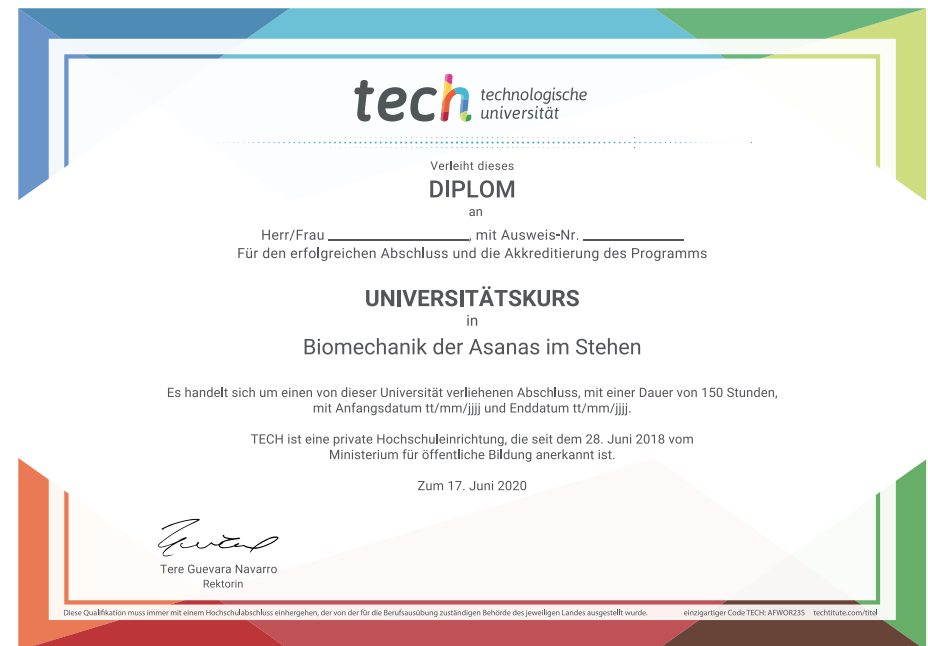 tech technologische
universität
Verleiht dieses
DIPLOM
an
Herr/Frau ____________________, mit Ausweis-Nr. ______________
Für den erfolgreichen Abschluss und die Akkreditierung des Programms
UNIVERSITÄTSKURS
in
Biomechanik der Asanas im Stehen
Es handelt sich um einen von dieser Universität verliehenen Abschluss, mit einer Dauer von 150 Stunden,
mit Anfangsdatum tt/mm/jjjj und Enddatum tt/mm/jjjj.
TECH ist eine private Hochschuleinrichtung, die seit dem 28. Juni 2018 vom
Ministerium für öffentliche Bildung anerkannt ist.
Zum 17. Juni 2020
Tere Guevara Navarro
Rektorin
Diese Qualifikation muss immer mit einem Hochschulabschluss einhergehen, der von der für die Berufsausübung zuständigen Behörde des jeweiligen Landes ausgestellt wurde. einzigartiger Code TECH: AFWOR23S techtitute.com/titel